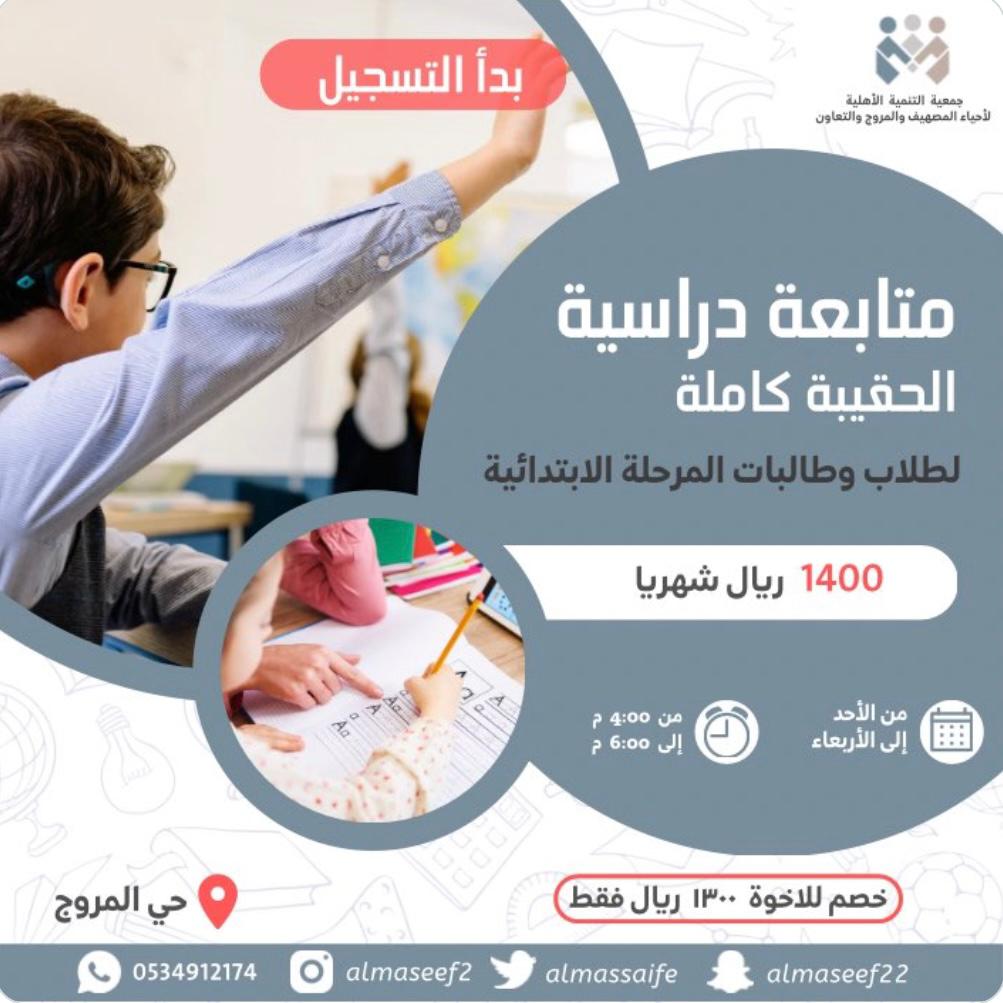 جمعية التنمية الأهلية
لأحياء المصيف والمروج والتعاون
بدأ التسجيل
متابعة دراسية
الحقيبة كاملة
لطلاب وطالبات المرحلة الابتدائية
1400 ريال شهريا
من الأحد
إلى الأربعاء
من 4:00 م
إلى 6:00 م
A a
A A a
A a
خصم للاخوة ١٣٠٠ ريال فقط
حي المروج
0534912174
almaseef2
almassaife
almaseef22